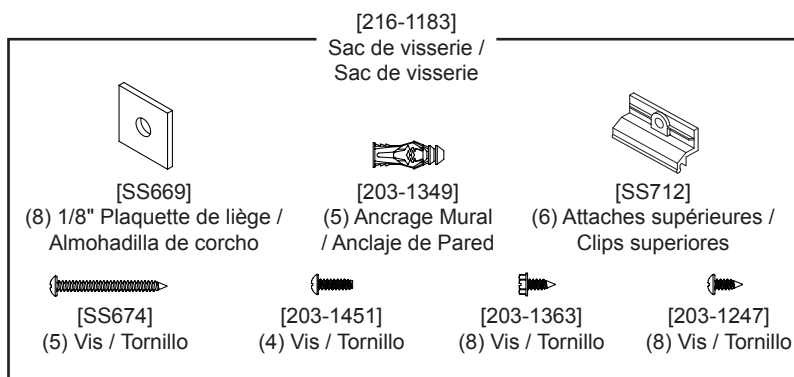 [216-1183]
Sac de visserie /
Sac de visserie
[SS669]
(8) 1/8" Plaquette de liège /
Almohadilla de corcho
[203-1349]
(5) Ancrage Mural
/ Anclaje de Pared
[SS712]
(6) Attaches supérieures /
Clips superiores
[SS674]
(5) Vis / Tornillo
[203-1451]
(4) Vis / Tornillo
[203-1363]
(8) Vis / Tornillo
[203-1247]
(8) Vis / Tornillo